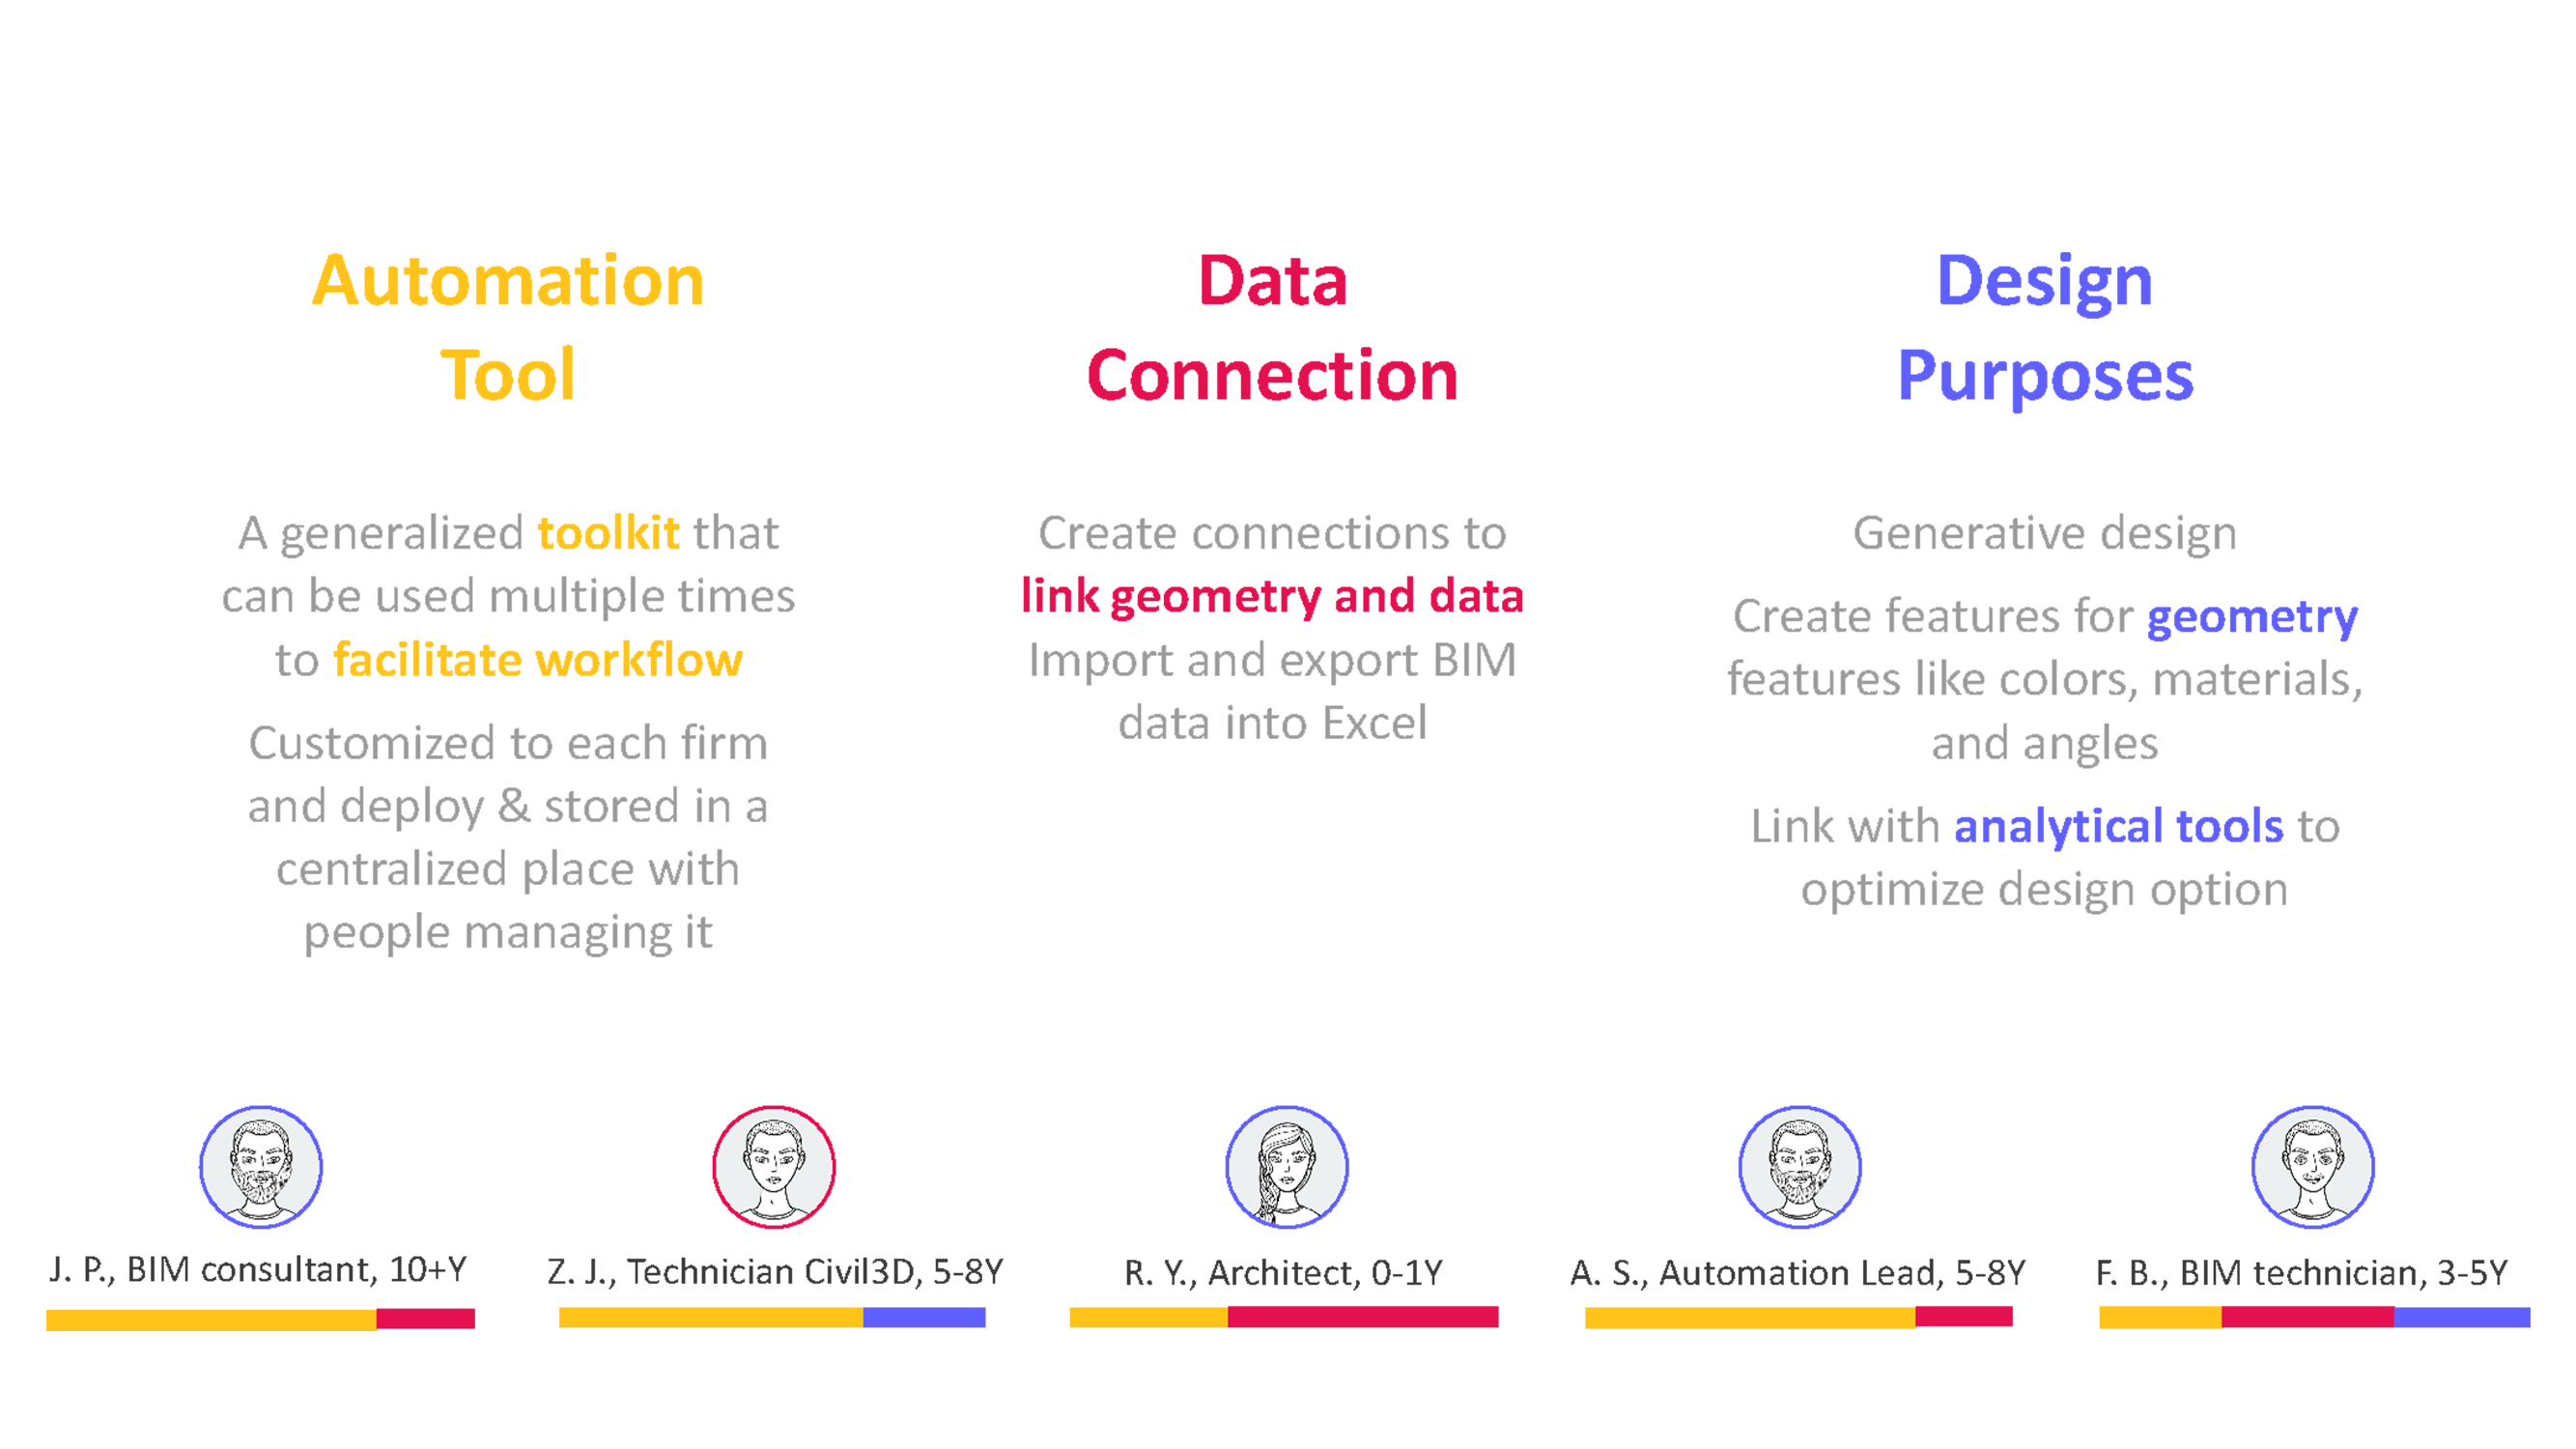 Automation
Tool
A generalized toolkit that
can be used multiple times
to facilitate workflow
Customized to each firm
and deploy & stored in a
centralized place with
people managing it
Data
Connection
Create connections to
link geometry and data
Import and export BIM
data into Excel
Design
Purposes
Generative design
Create features for geometry
features like colors, materials,
and angles
Link with analytical tools to
optimize design option
J. P., BIM consultant, 10+Y
Z. J., Technician Civil3D, 5-8Y
R. Y., Architect, 0-1Y
A. S., Automation Lead, 5-8Y
F. B., BIM technician, 3-5Y